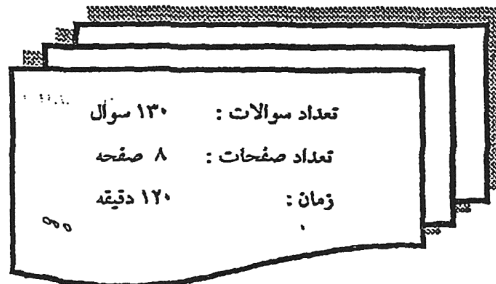 تعداد سوالات : ۱۳۰ سوال
تعداد صفحات : ۸ صفحه
زمان : ۱۲۰ دقیقه